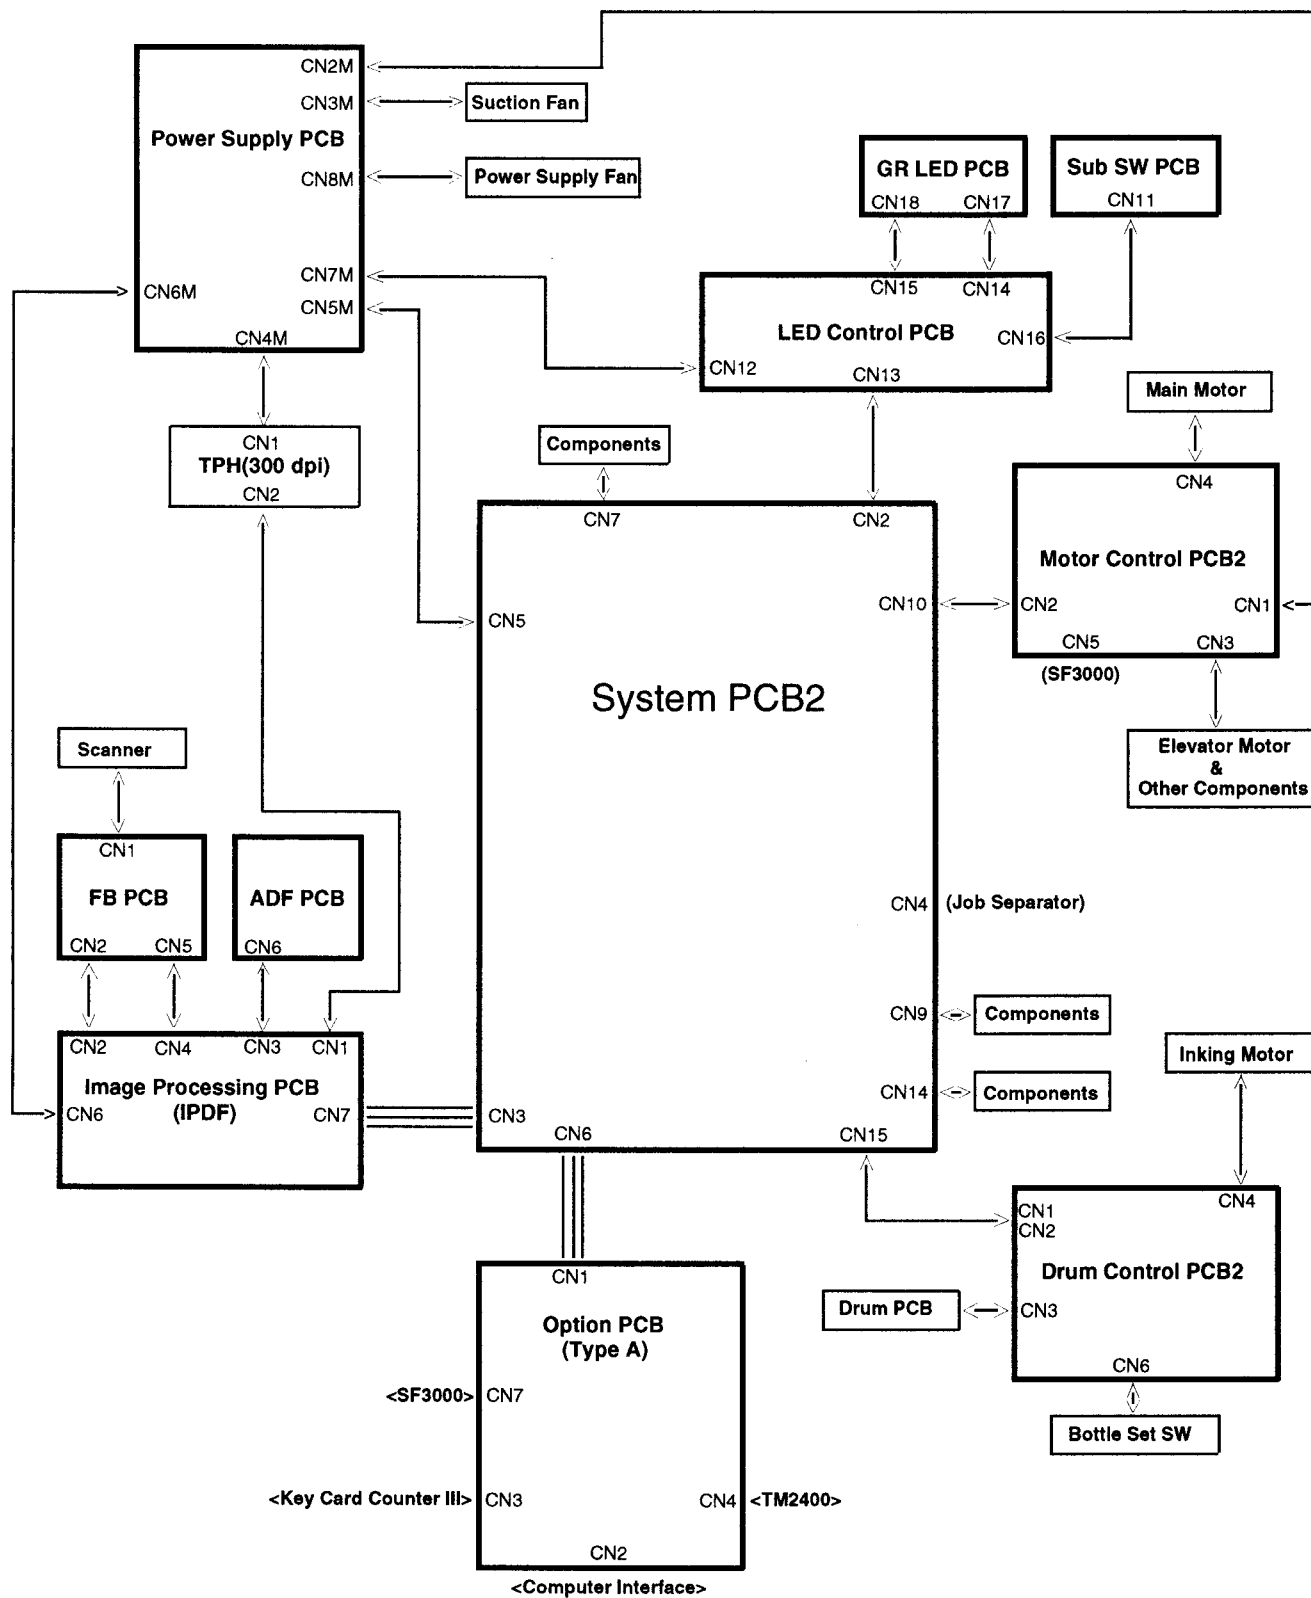 CN2M
CN3M
Suction Fan
Power Supply PCB
CN8M
Power Supply Fan
CN7M
CN6M
CN5M
CN4M
GR LED PCB
CN18
CN17
Sub SW PCB
CN11
CN15
CN14
LED Control PCB
CN16
CN12
CN13
CN1
TPH(300 dpi)
CN2
Components
Main Motor
CN4
Motor Control PCB2
CN2
CN1
CN5
CN3
(SF3000)
Elevator Motor
&
Other Components
CN7
CN2
CN10
CN5
System PCB2
CN4
(Job Separator)
CN9
Components
CN14
Components
CN3
CN6
CN15
Scanner
CN1
FB PCB
CN2
CN5
ADF PCB
CN6
CN2
CN4
CN3
CN1
Image Processing PCB
(IPDF)
CN6
CN7
Inking Motor
CN4
CN1
CN2
Drum Control PCB2
Drum PCB
CN3
CN6
Bottle Set SW
CN1
Option PCB
(Type A)
<SF3000>
CN7
<Key Card Counter III>
CN3
CN4
<TM2400>
CN2
<Computer Interface>